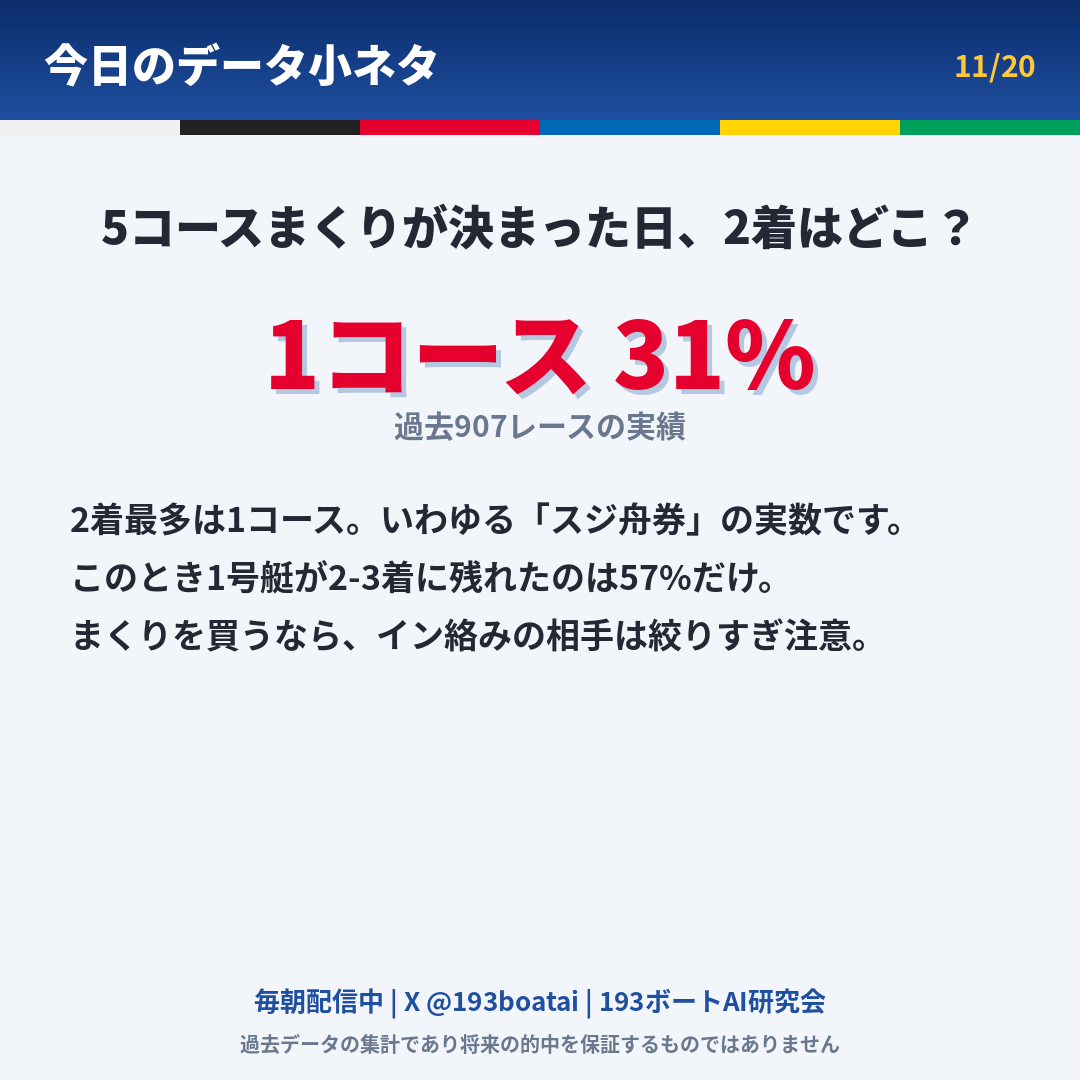 今日のデータ小ネタ
11/20
5コースまくりが決まった日、2着はどこ？
1コース 31%
過去907レースの実績
2着最多は1コース。いわゆる「スジ舟券」の実数です。
このとき1号艇が2-3着に残れたのは57%だけ。
まくりを買うなら、イン絡みの相手は絞りすぎ注意。
毎朝配信中 | X @193boatai | 193ボートAI研究会
過去データの集計であり将来の的中を保証するものではありません